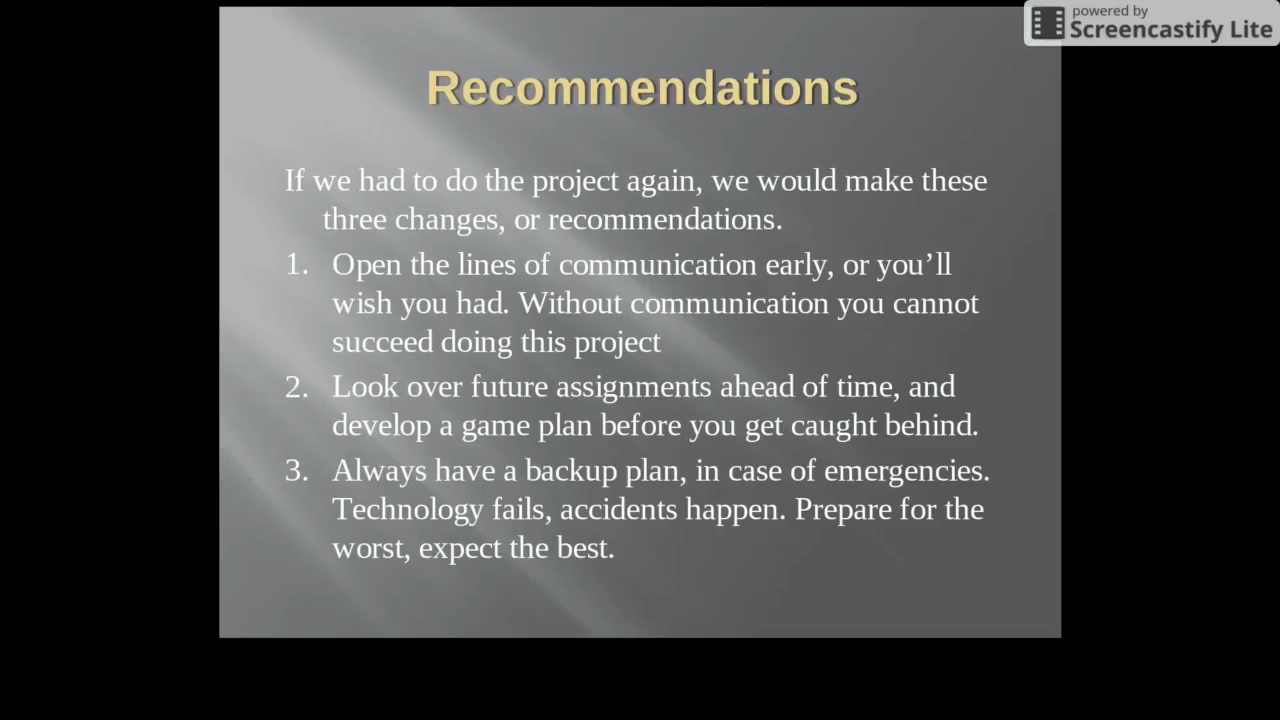 powered by
Screencastify Lite
Recommendations
If we had to do the project again, we would make these
three changes, or recommendations.
1. Open the lines of communication early, or you’ll
wish you had. Without communication you cannot
succeed doing this project
2. Look over future assignments ahead of time, and
develop a game plan before you get caught behind.
3. Always have a backup plan, in case of emergencies.
Technology fails, accidents happen. Prepare for the
worst, expect the best.